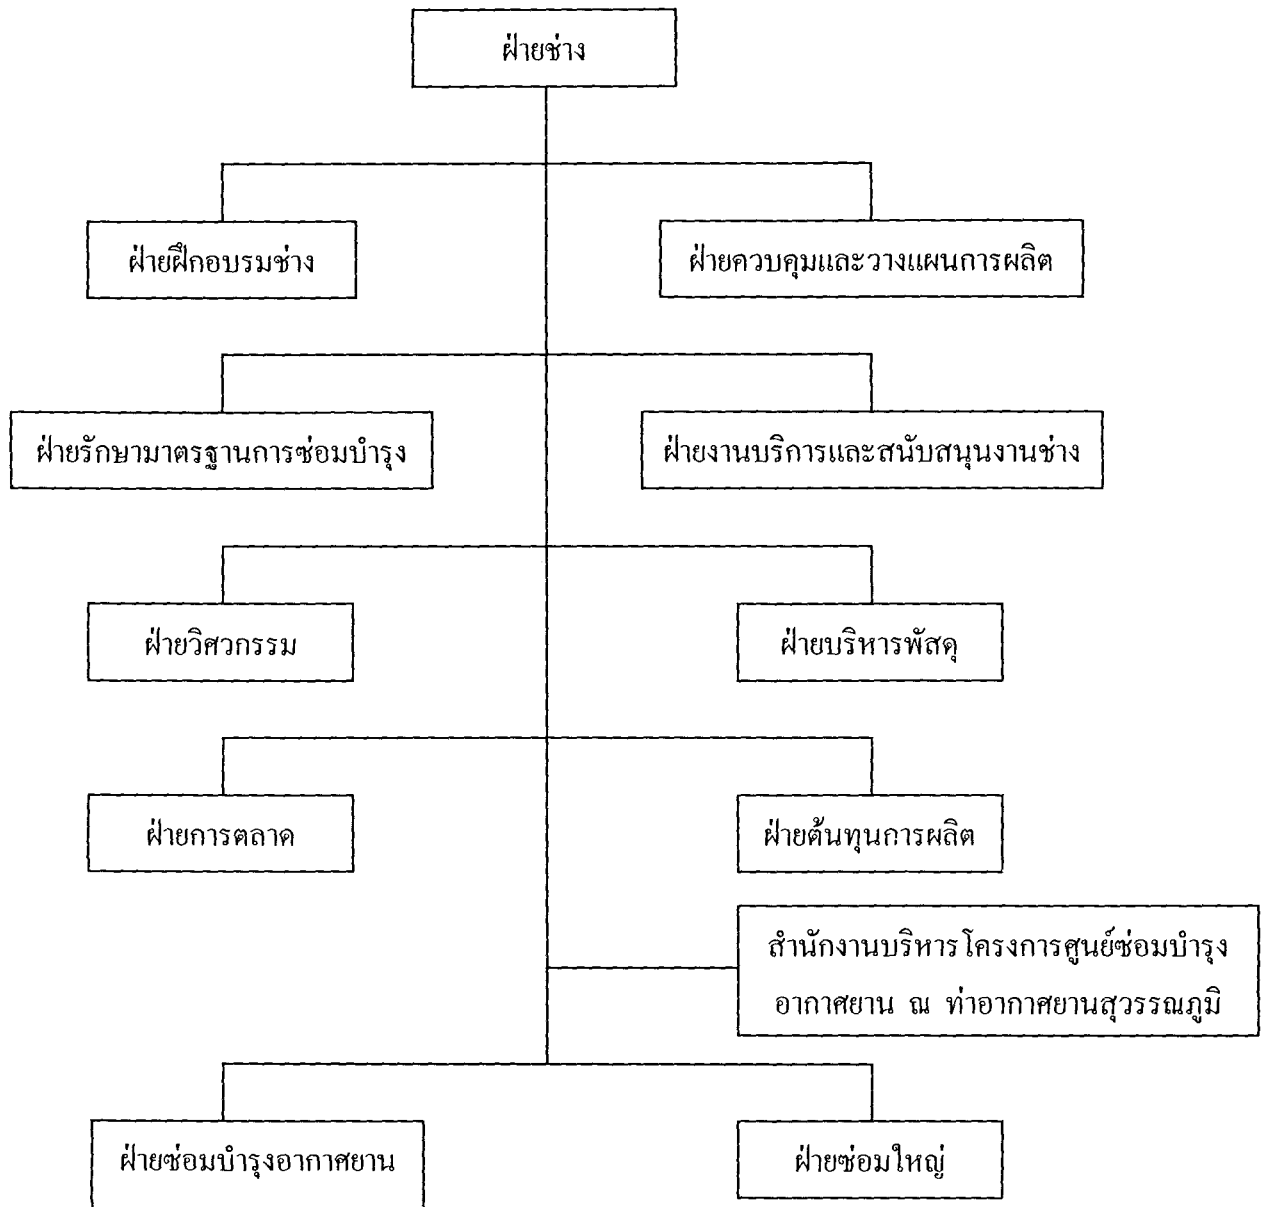 ฝ่ายช่าง
ฝ่ายฝึกอบรมช่าง
ฝ่ายควบคุมและวางแผนการผลิต
ฝ่ายรักษามาตรฐานการซ่อมบำรุง
ฝ่ายงานบริการและสนับสนุนงานช่าง
ฝ่ายวิศวกรรม
ฝ่ายบริหารพัสดุ
ฝ่ายการตลาด
ฝ่ายต้นทุนการผลิต
สำนักงานบริหารโครงการศูนย์ซ่อมบำรุง
อากาศยาน ณ ท่าอากาศยานสุวรรณภูมิ
ฝ่ายซ่อมบำรุงอากาศยาน
ฝ่ายซ่อมใหญ่